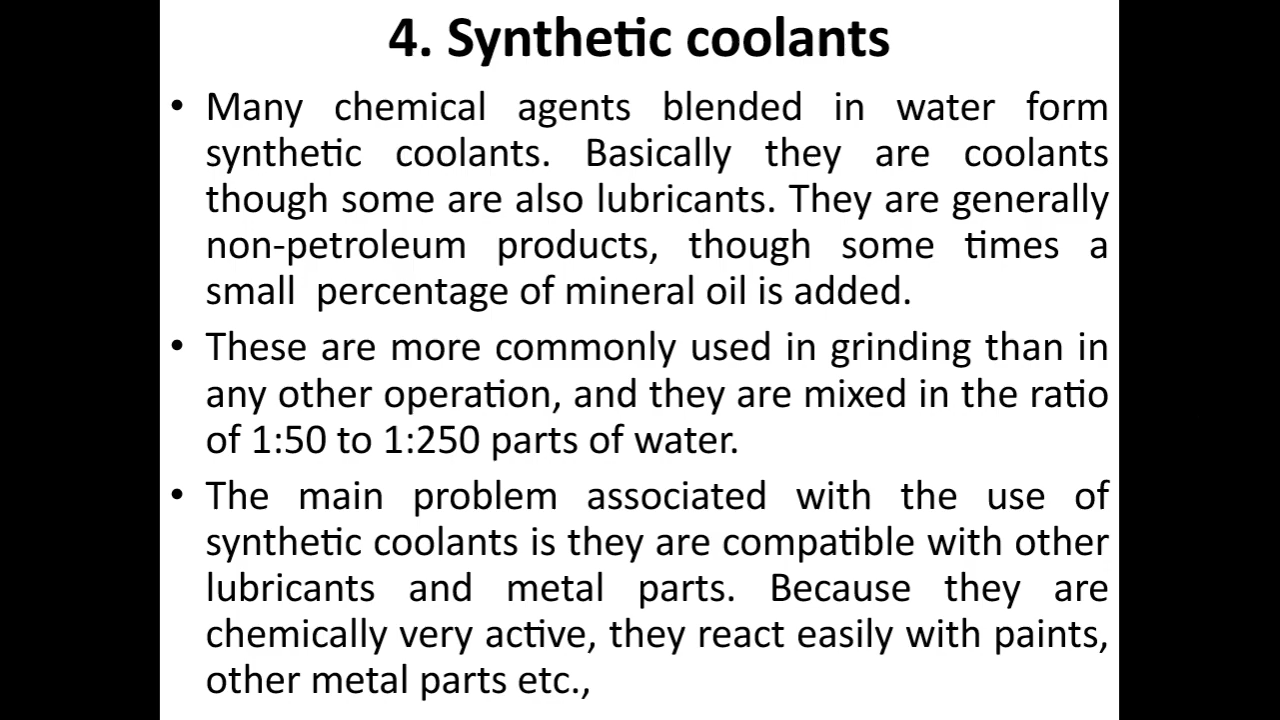 4. Synthetic coolants
• Many chemical agents blended in water form
synthetic coolants. Basically they are coolants
though some are also lubricants. They are generally
non-petroleum products, though some times a
small percentage of mineral oil is added.
• These are more commonly used in grinding than in
any other operation, and they are mixed in the ratio
of 1:50 to 1:250 parts of water.
• The main problem associated with the use of
synthetic coolants is they are compatible with other
lubricants and metal parts. Because they are
chemically very active, they react easily with paints,
other metal parts etc.,